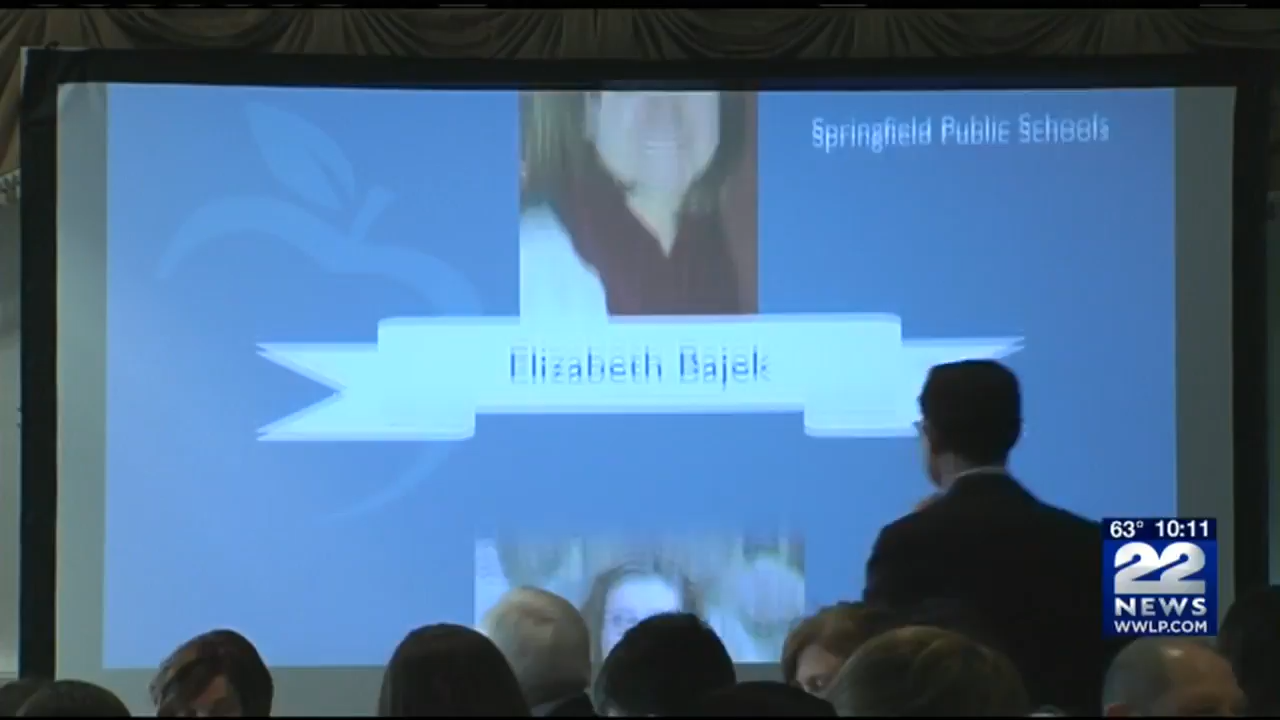 Springfield Public Schools
Elizabeth Bajek
63° 10:11
22
NEWS
WWLP.COM